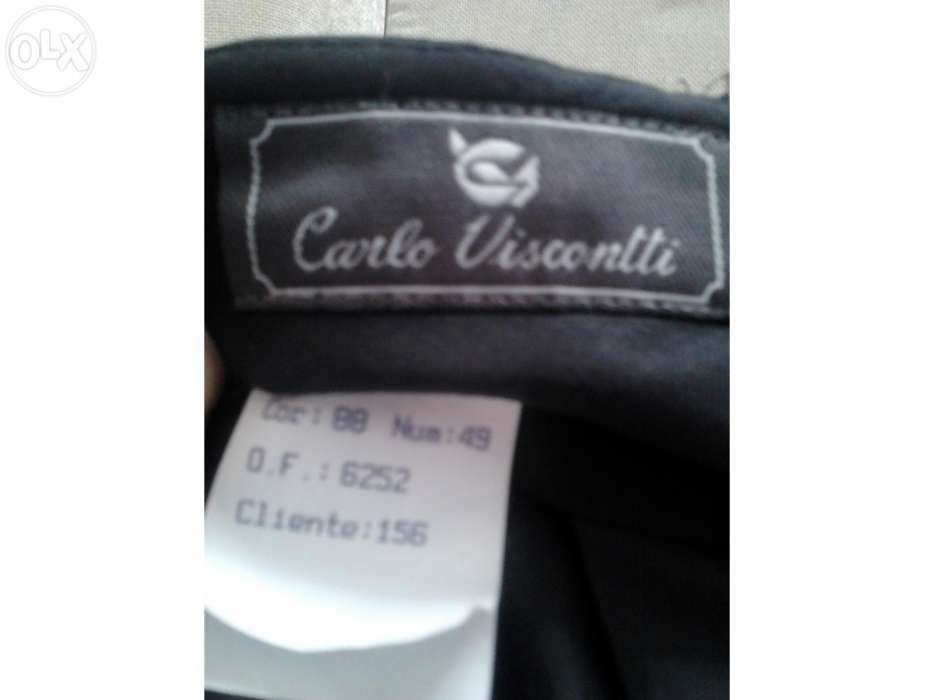 OLX
Carlo Viscontti
Cor: 88 Num:49
O.F.: 6252
Cliente:156